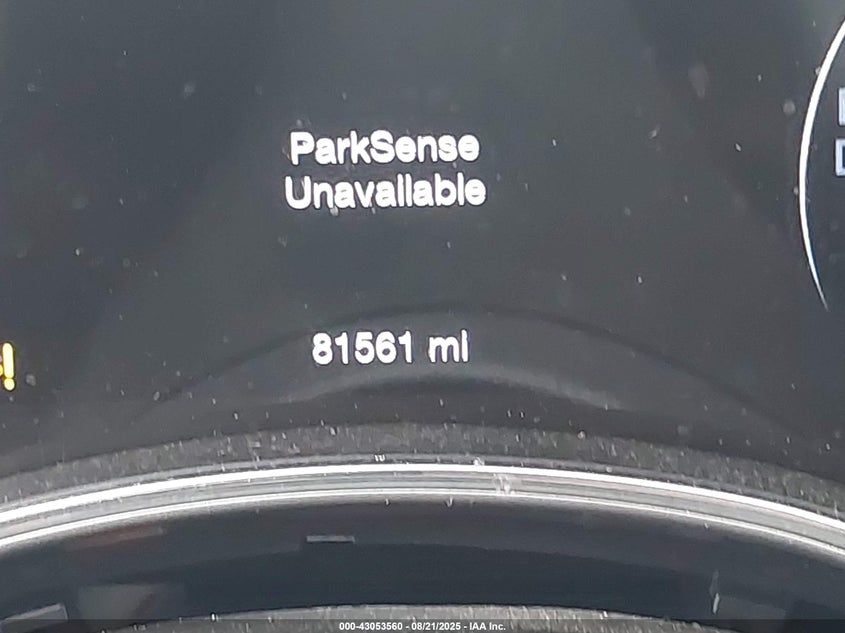 ParkSense
Unavailable
81561 mi
000-43053560 - 08/21/2025 - IAA Inc.